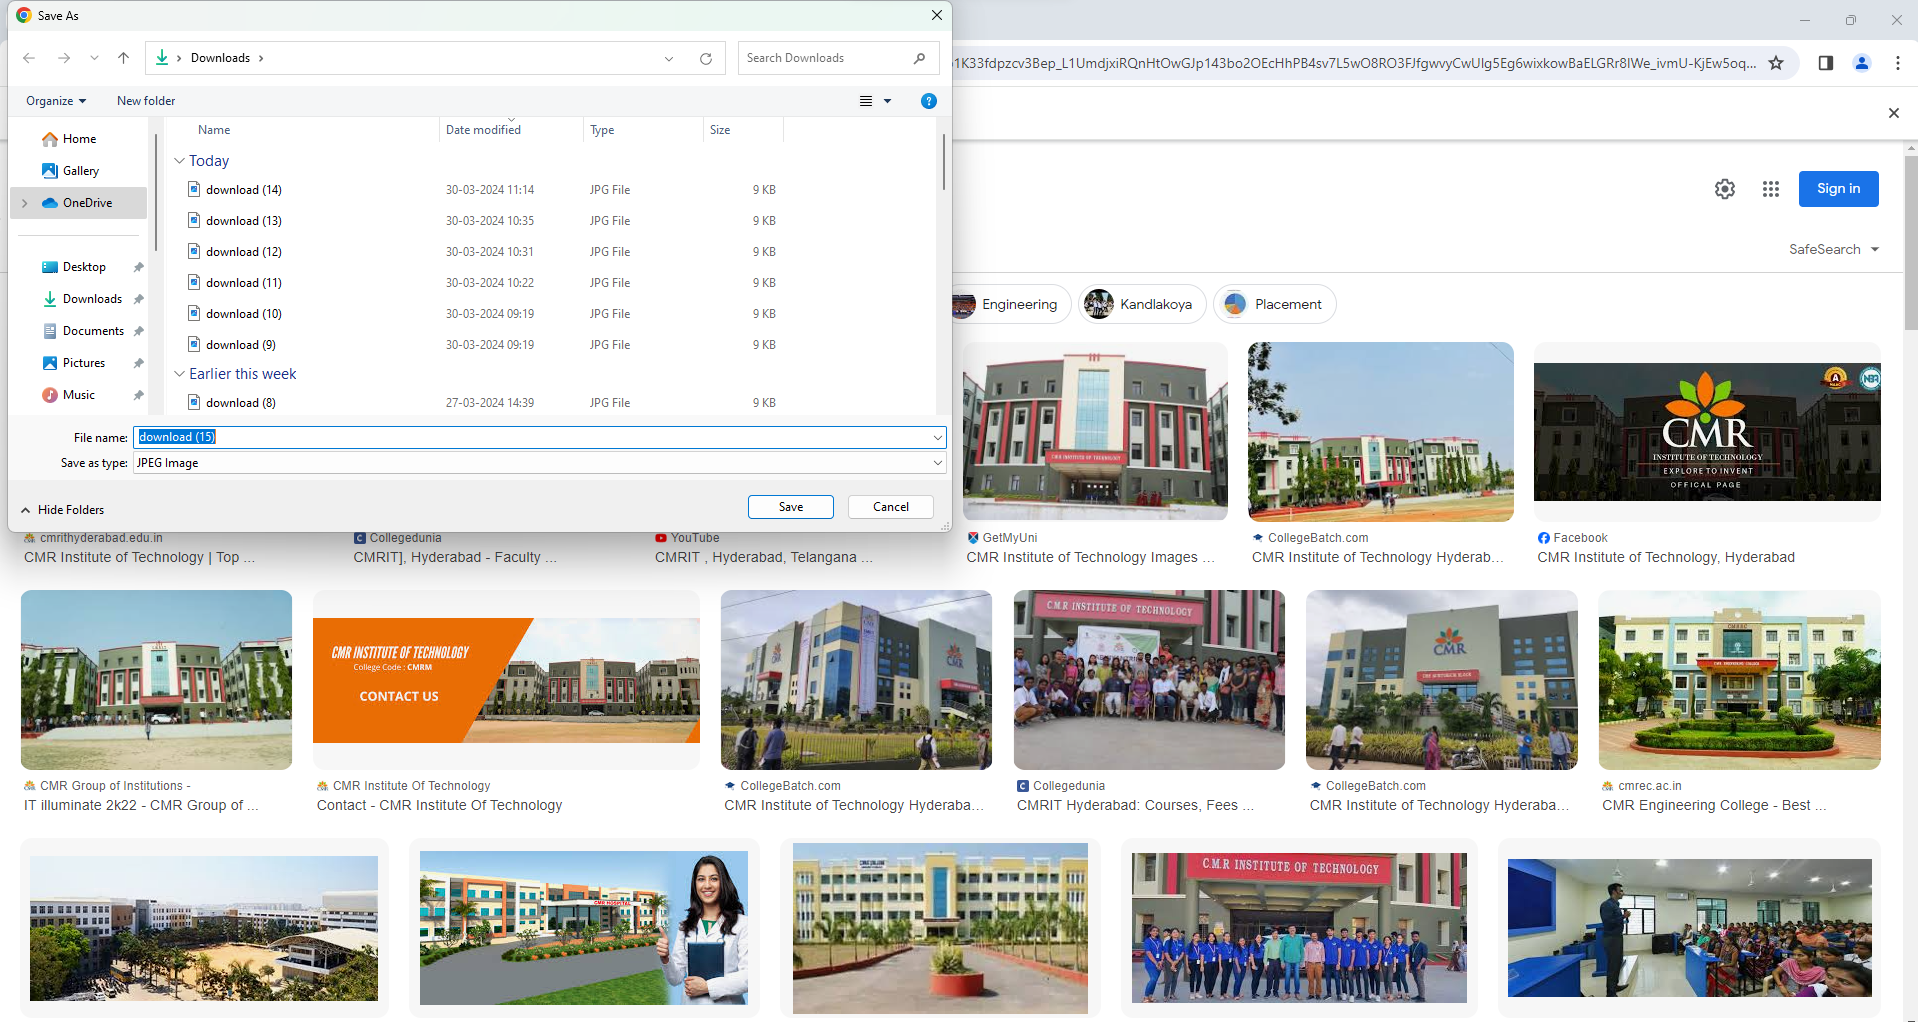 Save As
Downloads
Search Downloads
1K33fdpzcv3Bep_L1UmdjxiRQnHtOwGJp143bo2OEcHhPB4sv7L5wO8RO3FJfgwvyCwUIg5Eg6wixkowBaELGRr8IWe_ivmU-KjEw5oq...
Organize
New folder
Name
Date modified
Type
Size
Home
Gallery
OneDrive
Desktop
Downloads
Documents
Pictures
Music
Today
download (14) 30-03-2024 11:14 JPG File 9 KB
download (13) 30-03-2024 10:35 JPG File 9 KB
download (12) 30-03-2024 10:31 JPG File 9 KB
download (11) 30-03-2024 10:22 JPG File 9 KB
download (10) 30-03-2024 09:19 JPG File 9 KB
download (9) 30-03-2024 09:19 JPG File 9 KB
Earlier this week
download (8) 27-03-2024 14:39 JPG File 9 KB
File name: download (15)
Save as type: JPEG Image
Hide Folders
Save
Cancel
Sign in
SafeSearch
Engineering
Kandlakoya
Placement
CMR INSTITUTE OF TECHNOLOGY
CMR
INSTITUTE OF TECHNOLOGY
EXPLORE TO INVENT
OFFICAL PAGE
cmrithyderabad.edu.in
CMR Institute of Technology | Top ...
Collegedunia
CMRIT], Hyderabad - Faculty ...
YouTube
CMRIT , Hyderabad, Telangana ...
GetMyUni
CMR Institute of Technology Images ...
CollegeBatch.com
CMR Institute of Technology Hyderab...
Facebook
CMR Institute of Technology, Hyderabad
CMR INSTITUTE OF TECHNOLOGY
College Code : CMRM
CONTACT US
CMR
C.M.R INSTITUTE OF TECHNOLOGY
CMR
CMR Group of Institutions -
IT illuminate 2k22 - CMR Group of ...
CMR Institute Of Technology
Contact - CMR Institute Of Technology
CollegeBatch.com
CMR Institute of Technology Hyderaba...
Collegedunia
CMRIT Hyderabad: Courses, Fees ...
CollegeBatch.com
CMR Institute of Technology Hyderaba...
cmrec.ac.in
CMR Engineering College - Best ...
CMR HOSPITAL
C.M.R INSTITUTE OF TECHNOLOGY